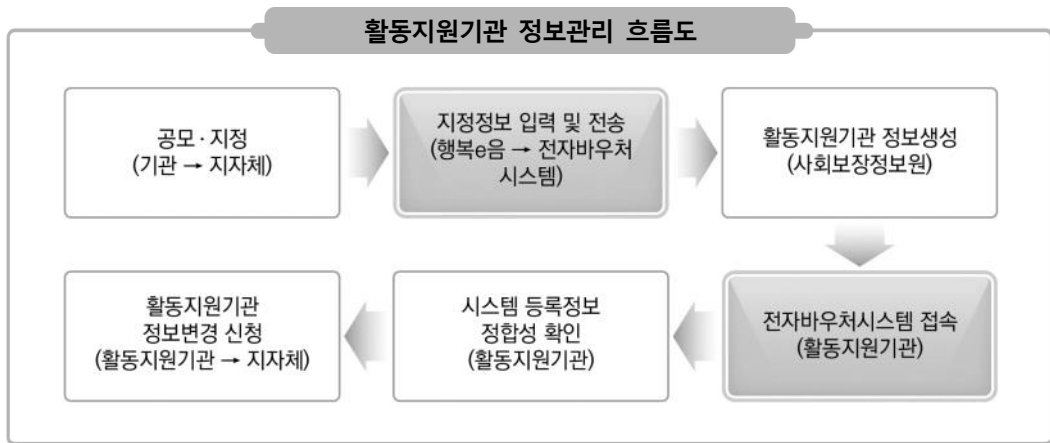 활동지원기관 정보관리 흐름도
공모·지정
(기관 → 지자체)
지정정보 입력 및 전송
(행복e음 → 전자바우처
시스템)
활동지원기관 정보생성
(사회보장정보원)
전자바우처시스템 접속
(활동지원기관)
시스템 등록정보
정합성 확인
(활동지원기관)
활동지원기관
정보변경 신청
(활동지원기관 → 지자체)